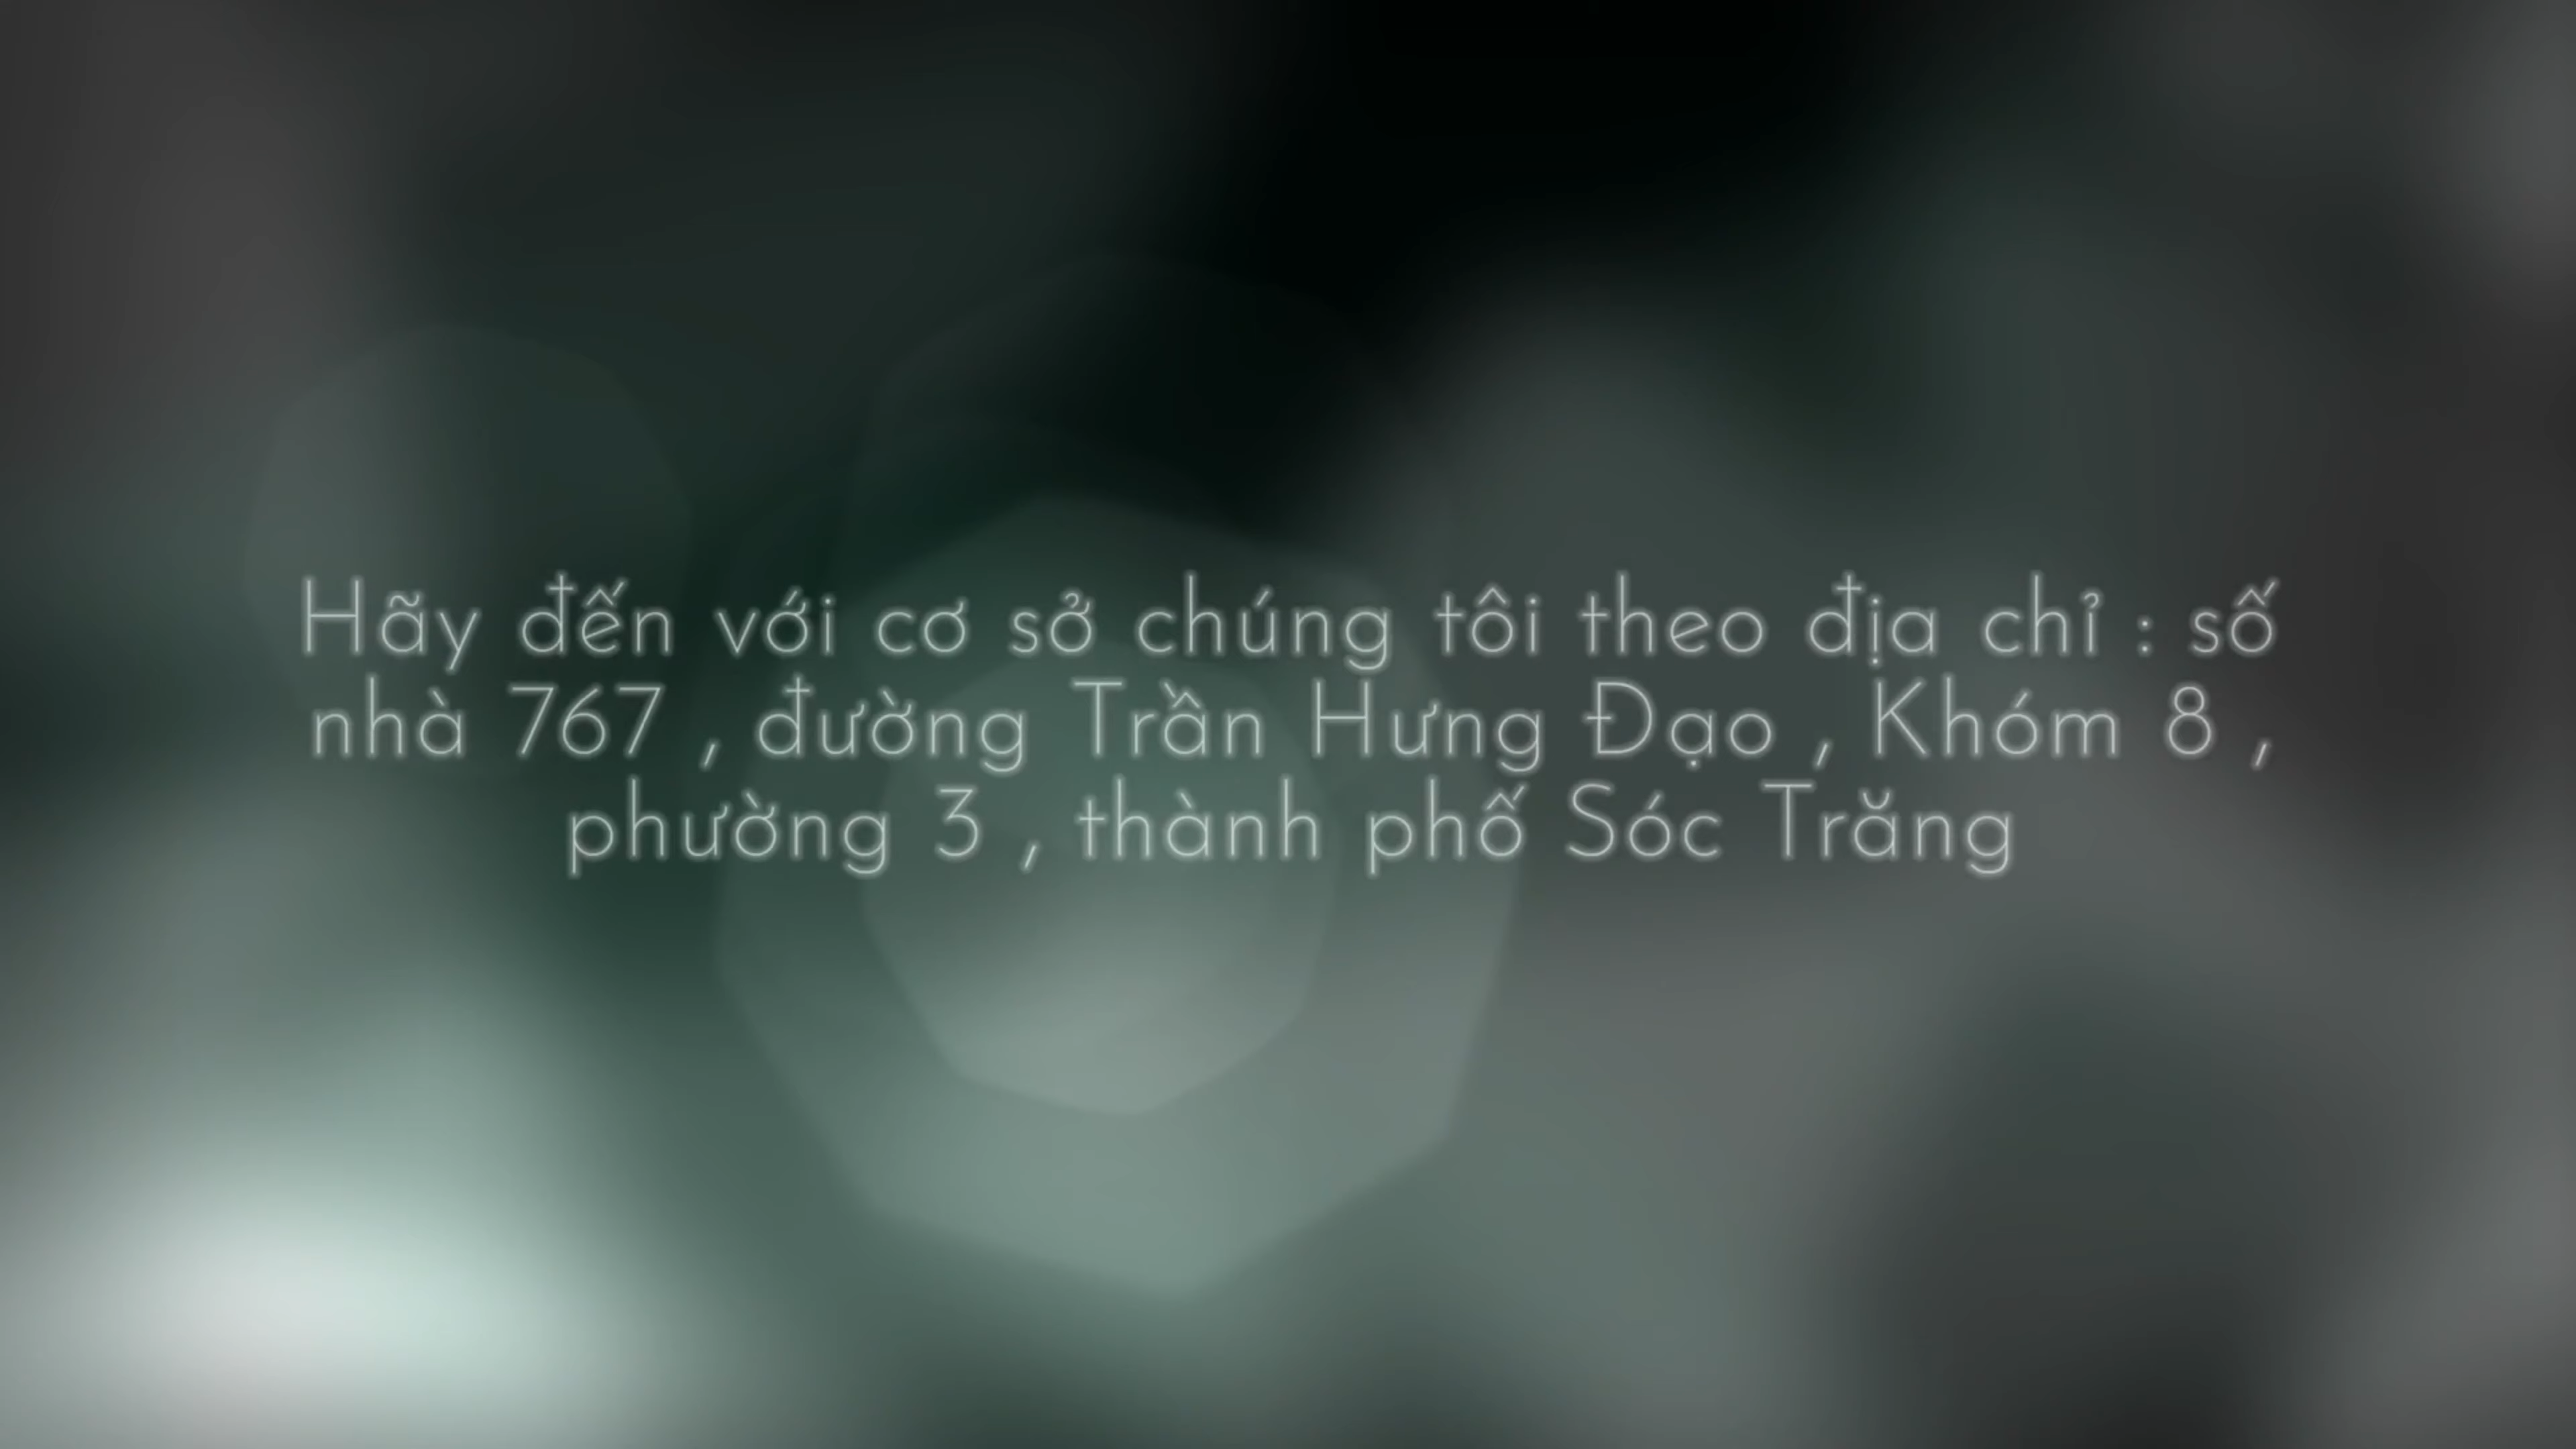 Hãy đến với cơ sở chúng tôi theo địa chỉ : số
nhà 767 , đường Trần Hưng Đạo , Khóm 8 ,
phường 3 , thành phố Sóc Trăng